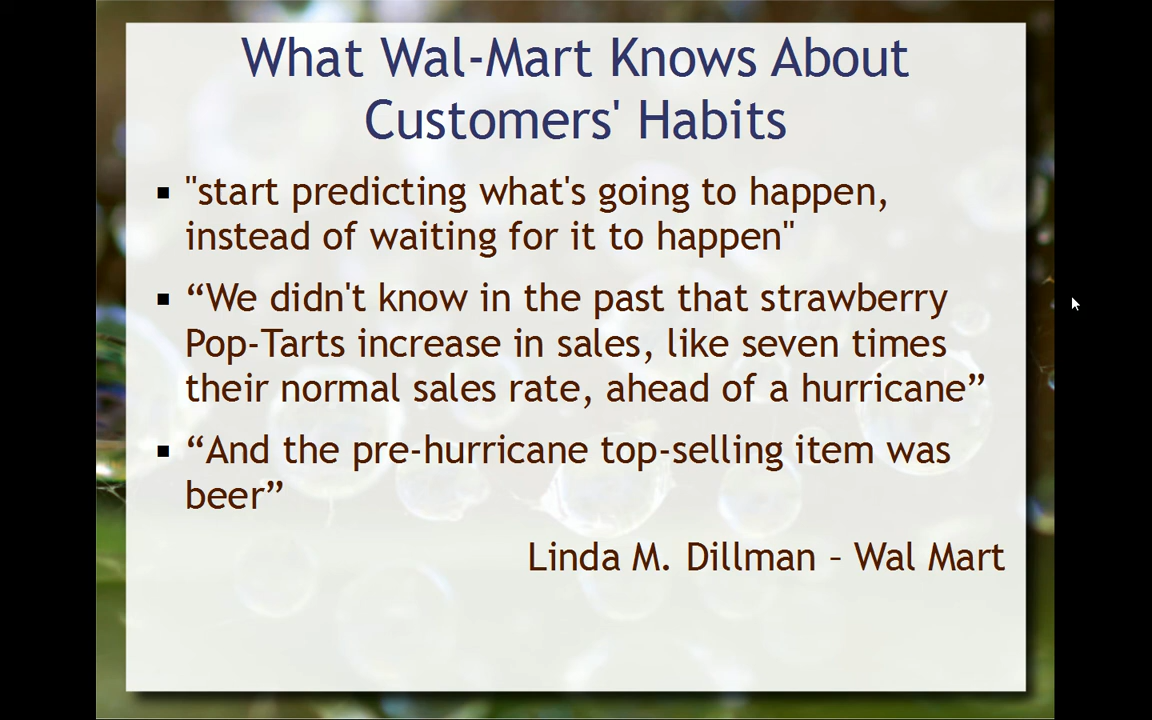 What Wal-Mart Knows About
Customers' Habits
▪ "start predicting what's going to happen,
instead of waiting for it to happen"
▪ “We didn't know in the past that strawberry
Pop-Tarts increase in sales, like seven times
their normal sales rate, ahead of a hurricane”
▪ “And the pre-hurricane top-selling item was
beer”
Linda M. Dillman – Wal Mart